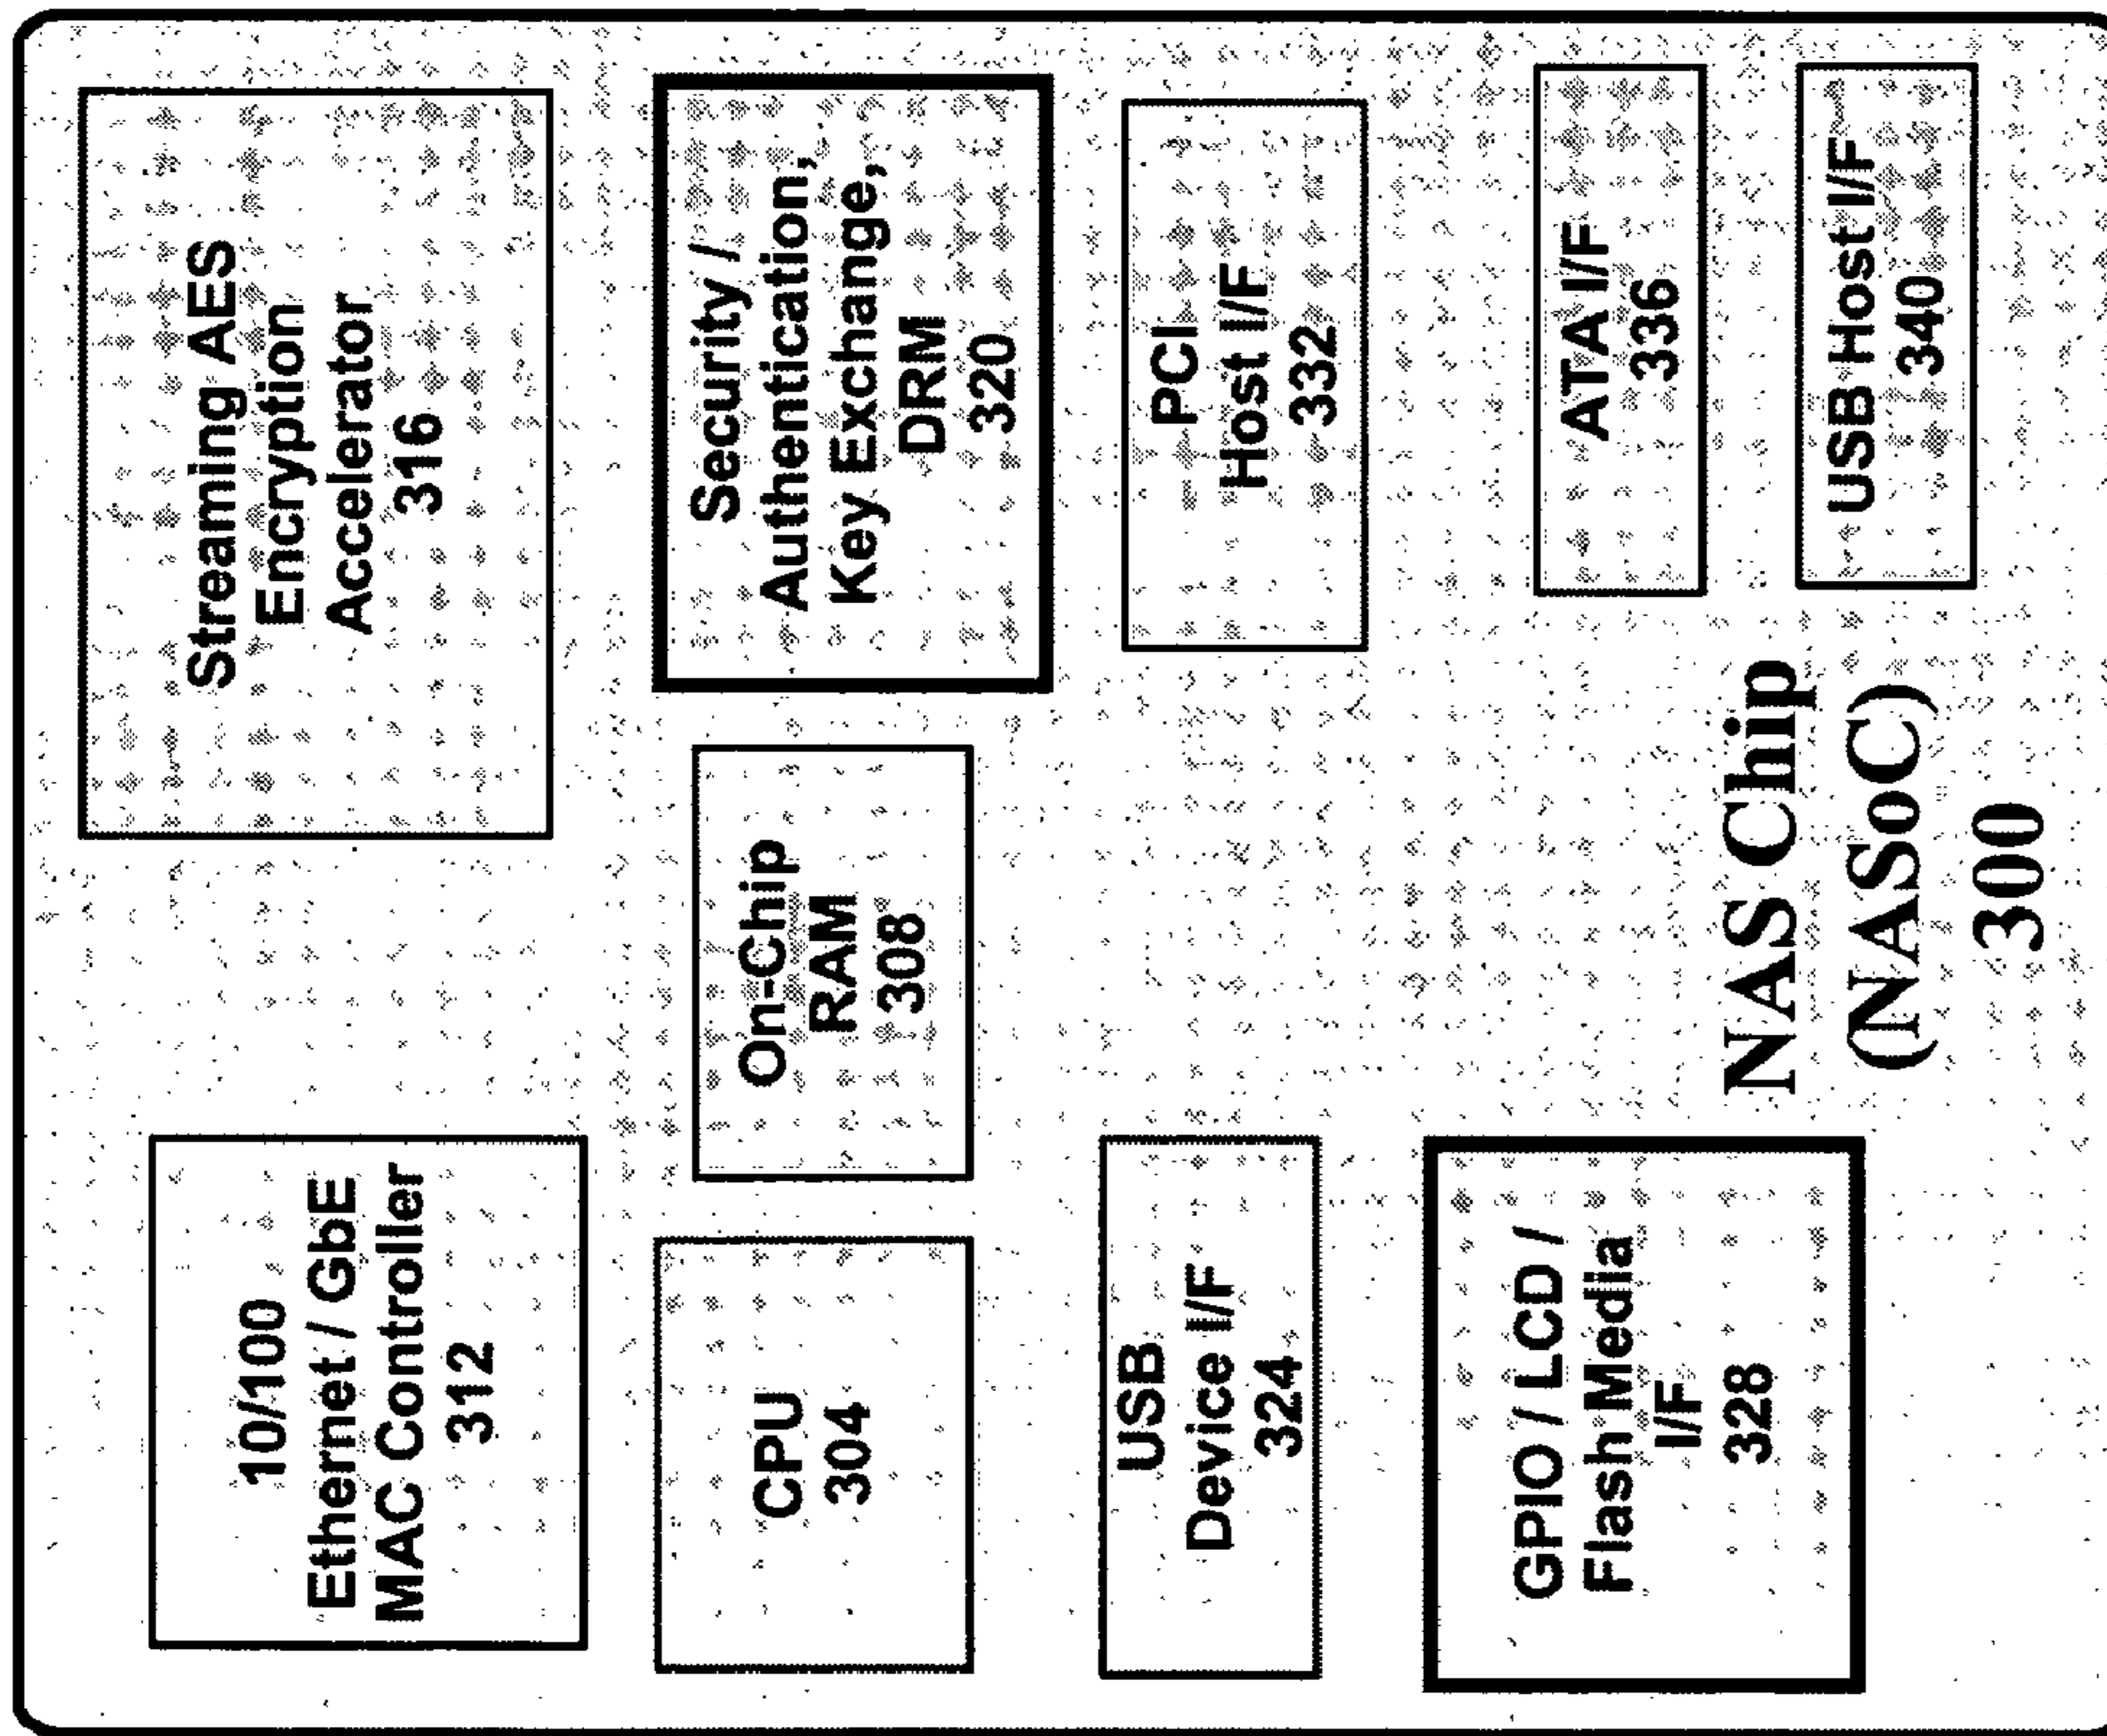 10/100
Ethernet / GbE
MAC Controller
312
Streaming AES
Encryption
Accelerator
316
CPU
304
On-Chip
RAM
308
Security /
Authentication,
Key Exchange,
DRM
320
USB
Device I/F
324
PCI
Host I/F
332
GPIO / LCD /
Flash Media
I/F
328
ATA I/F
336
USB Host I/F
340
NAS Chip
(NASoC)
300